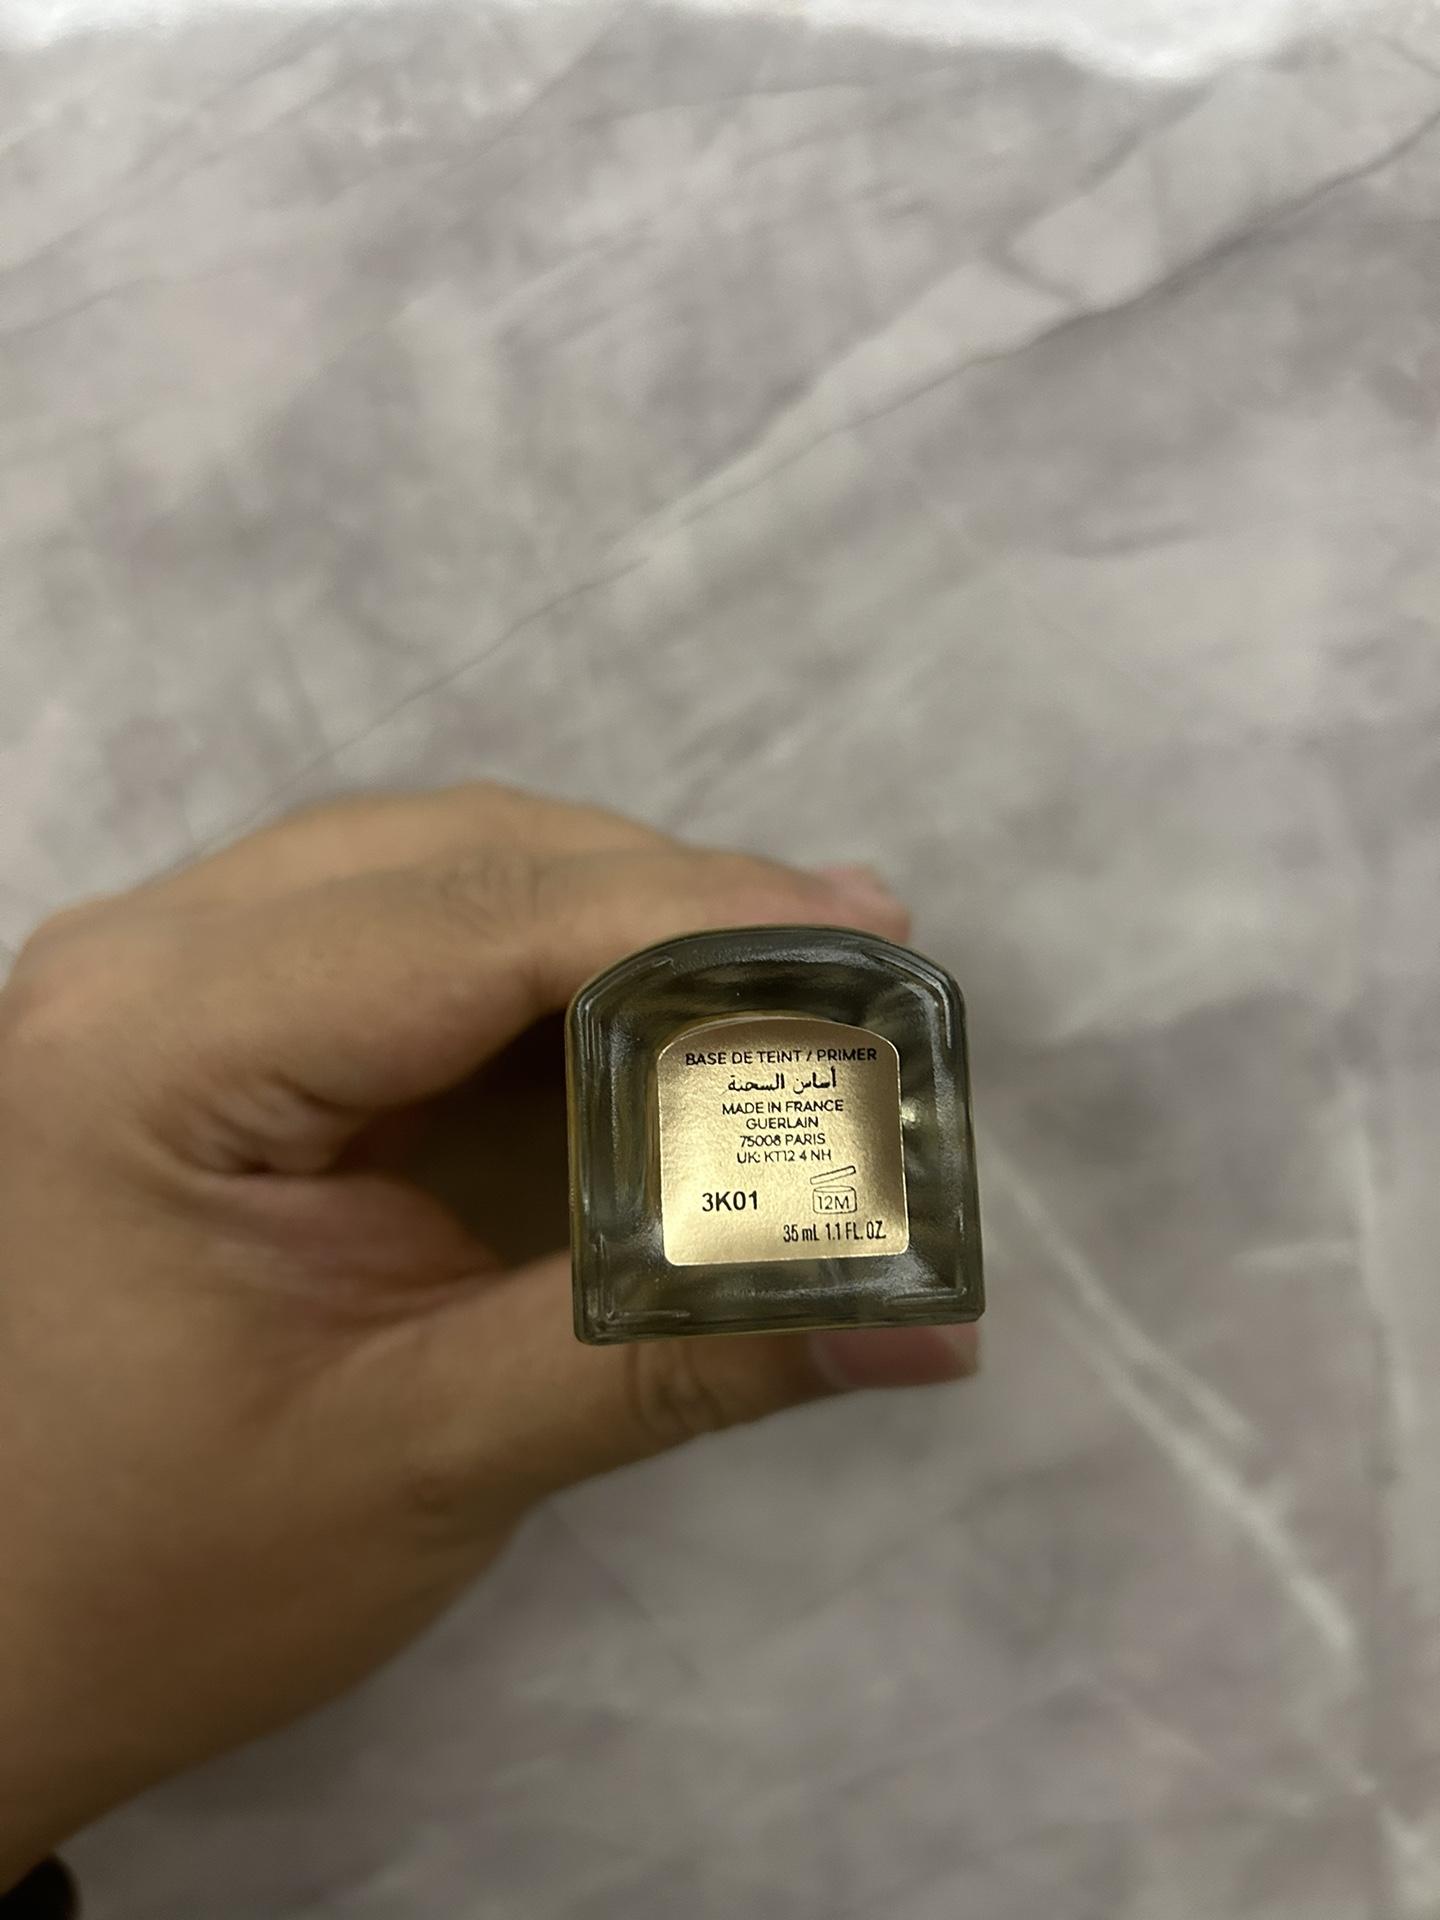 BASE DE TEINT / PRIMER
أساس السحنة
MADE IN FRANCE
GUERLAIN
75008 PARIS
UK: KT12 4 NH
3K01
12M
35 mL 1.1 FL. OZ.